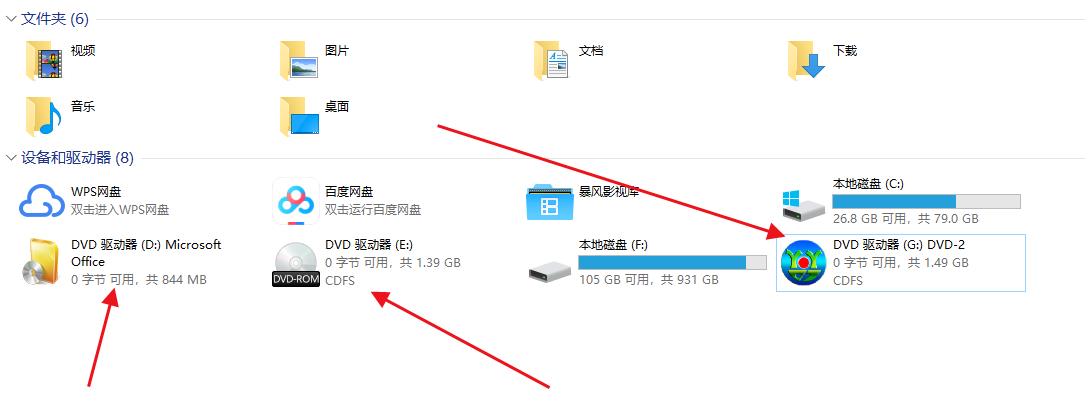 文件夹 (6)
视频
图片
文档
下载
音乐
桌面
设备和驱动器 (8)
WPS网盘
双击进入WPS网盘
百度网盘
双击运行百度网盘
暴风影视库
本地磁盘 (C:)
26.8 GB 可用，共 79.0 GB
DVD 驱动器 (D:) Microsoft
Office
0 字节 可用，共 844 MB
DVD 驱动器 (E:)
0 字节 可用，共 1.39 GB
CDFS
DVD-ROM
本地磁盘 (F:)
105 GB 可用，共 931 GB
DVD 驱动器 (G:) DVD-2
0 字节 可用，共 1.49 GB
CDFS